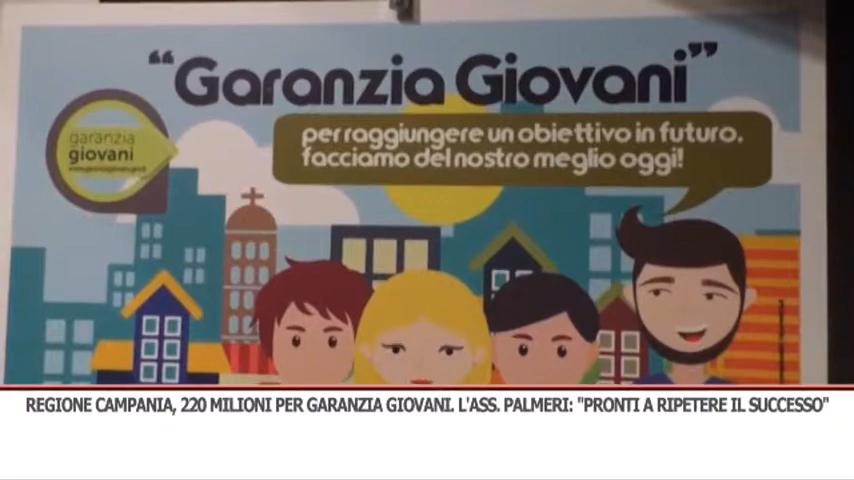 "Garanzia Giovani"
garanzia
giovani
per raggiungere un obiettivo in futuro.
facciamo del nostro meglio oggi!
REGIONE CAMPANIA, 220 MILIONI PER GARANZIA GIOVANI. L'ASS. PALMERI: "PRONTI A RIPETERE IL SUCCESSO"